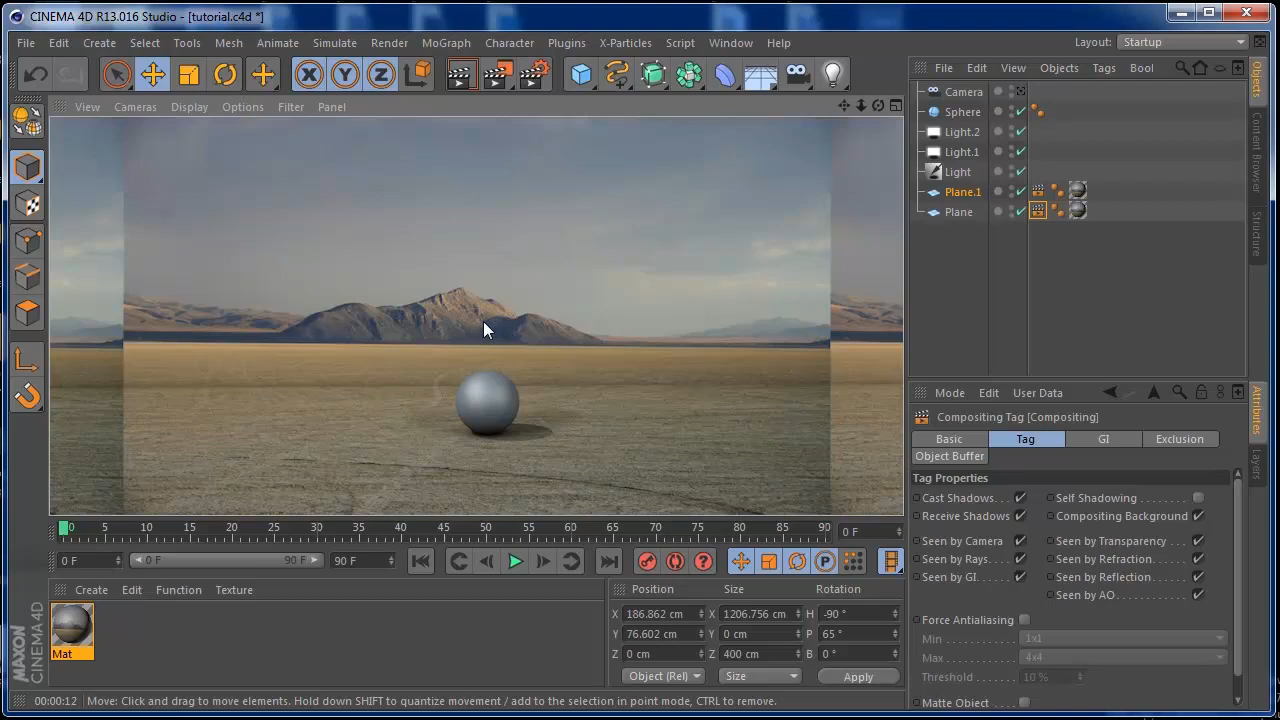 CINEMA 4D R13.016 Studio - [tutorial.c4d *]
File Edit Create Select Tools Mesh Animate Simulate Render MoGraph Character Plugins X-Particles Script Window Help Layout: Startup
X Y Z
File Edit View Objects Tags Bool
View Cameras Display Options Filter Panel
Camera
Sphere
Light.2
Light.1
Light
Plane.1
Plane
Objects
Content Browser
Structure
Mode Edit User Data
Compositing Tag [Compositing]
Basic Tag GI Exclusion
Object Buffer
Tag Properties
Cast Shadows. . . Self Shadowing
Receive Shadows Compositing Background
Seen by Camera Seen by Transparency
Seen by Rays. . . . Seen by Refraction. . .
Seen by GI. . . . . Seen by Reflection . . .
Seen by AO. . . . . . .
Force Antialiasing
Min 1x1
Max 4x4
Threshold 10 %
Matte Object
Attributes
Layers
0 5 10 15 20 25 30 35 40 45 50 55 60 65 70 75 80 85 90 0 F
0 F 0 F 90 F 90 F
P
Create Edit Function Texture
Mat
MAXON
CINEMA 4D
Position Size Rotation
X 186.862 cm X 1206.756 cm H -90 °
Y 76.602 cm Y 0 cm P 65 °
Z 0 cm Z 400 cm B 0 °
Object (Rel) Size Apply
00:00:12 Move: Click and drag to move elements. Hold down SHIFT to quantize movement / add to the selection in point mode, CTRL to remove.